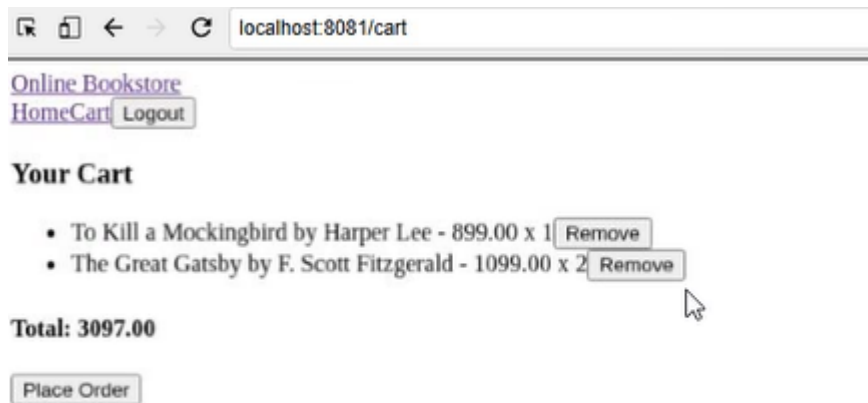 localhost:8081/cart
Online Bookstore
HomeCart Logout
Your Cart
To Kill a Mockingbird by Harper Lee - 899.00 x 1 Remove
The Great Gatsby by F. Scott Fitzgerald - 1099.00 x 2 Remove
Total: 3097.00
Place Order